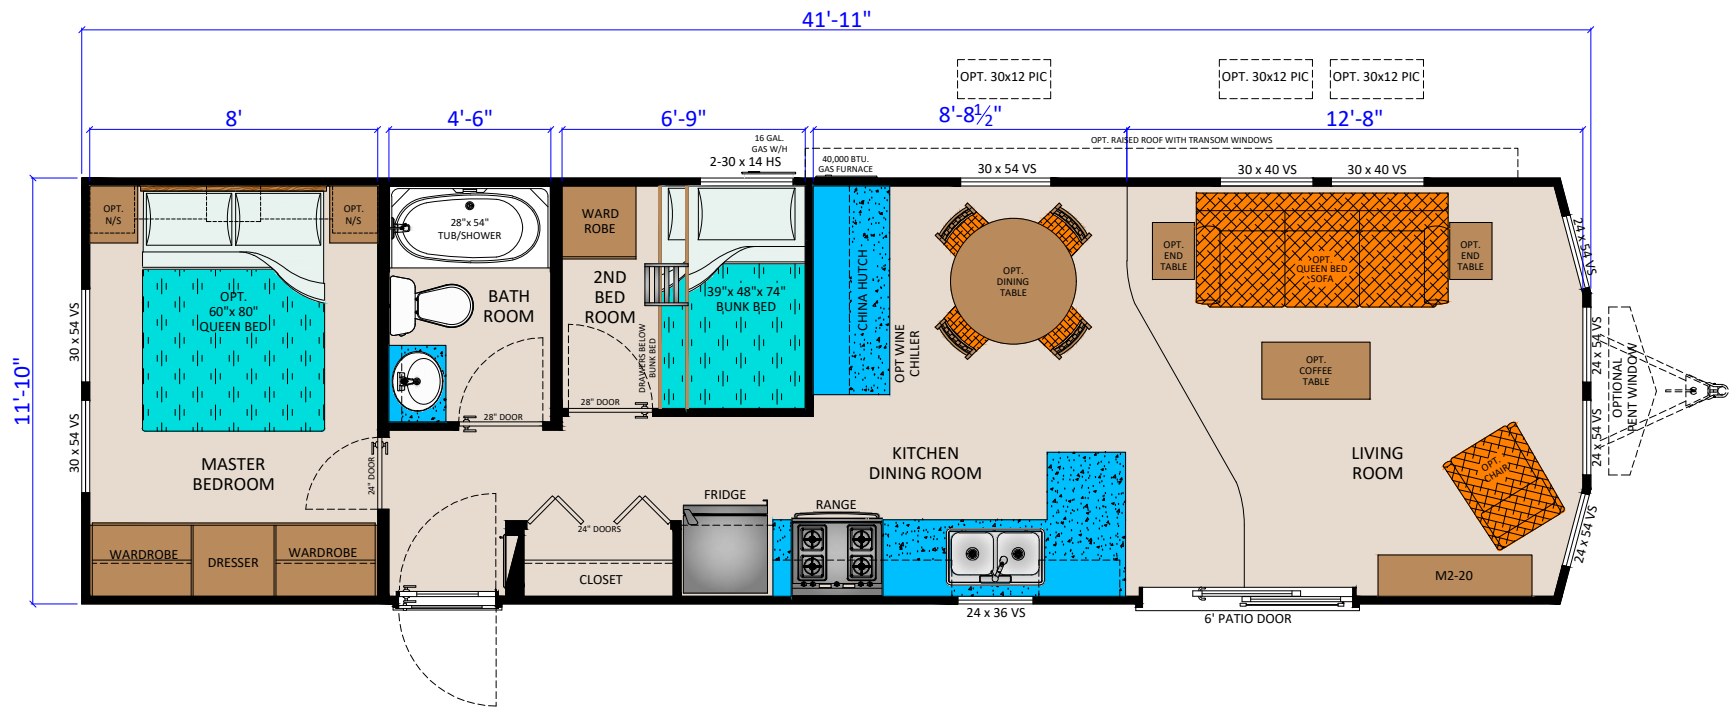 41'-11"
OPT. 30x12 PIC
OPT. 30x12 PIC
OPT. 30x12 PIC
8'
4'-6"
6'-9"
8'-8½"
12'-8"
16 GAL.
GAS W/H
2-30 x 14 HS
40,000 BTU.
GAS FURNACE
OPT. RAISED ROOF WITH TRANSOM WINDOWS
30 x 54 VS
30 x 40 VS
30 x 40 VS
11'-10"
30 x 54 VS
30 x 54 VS
OPT.
N/S
OPT.
N/S
OPT.
60"x 80"
QUEEN BED
MASTER
BEDROOM
WARDROBE
DRESSER
WARDROBE
24" DOOR
28"x 54"
TUB/SHOWER
BATH
ROOM
28" DOOR
WARD
ROBE
2ND
BED
ROOM
28" DOOR
DRAWERS BELOW
BUNK BED
39"x 48"x 74"
BUNK BED
24" DOORS
CLOSET
FRIDGE
RANGE
CHINA HUTCH
OPT WINE
CHILLER
OPT.
DINING
TABLE
KITCHEN
DINING ROOM
24 x 36 VS
OPT.
END
TABLE
OPT.
QUEEN BED
SOFA
OPT.
END
TABLE
OPT.
COFFEE
TABLE
LIVING
ROOM
OPT.
CHAIR
M2-20
6' PATIO DOOR
24 x 54 VS
24 x 54 VS
24 x 54 VS
24 x 54 VS
OPTIONAL
PENT WINDOW